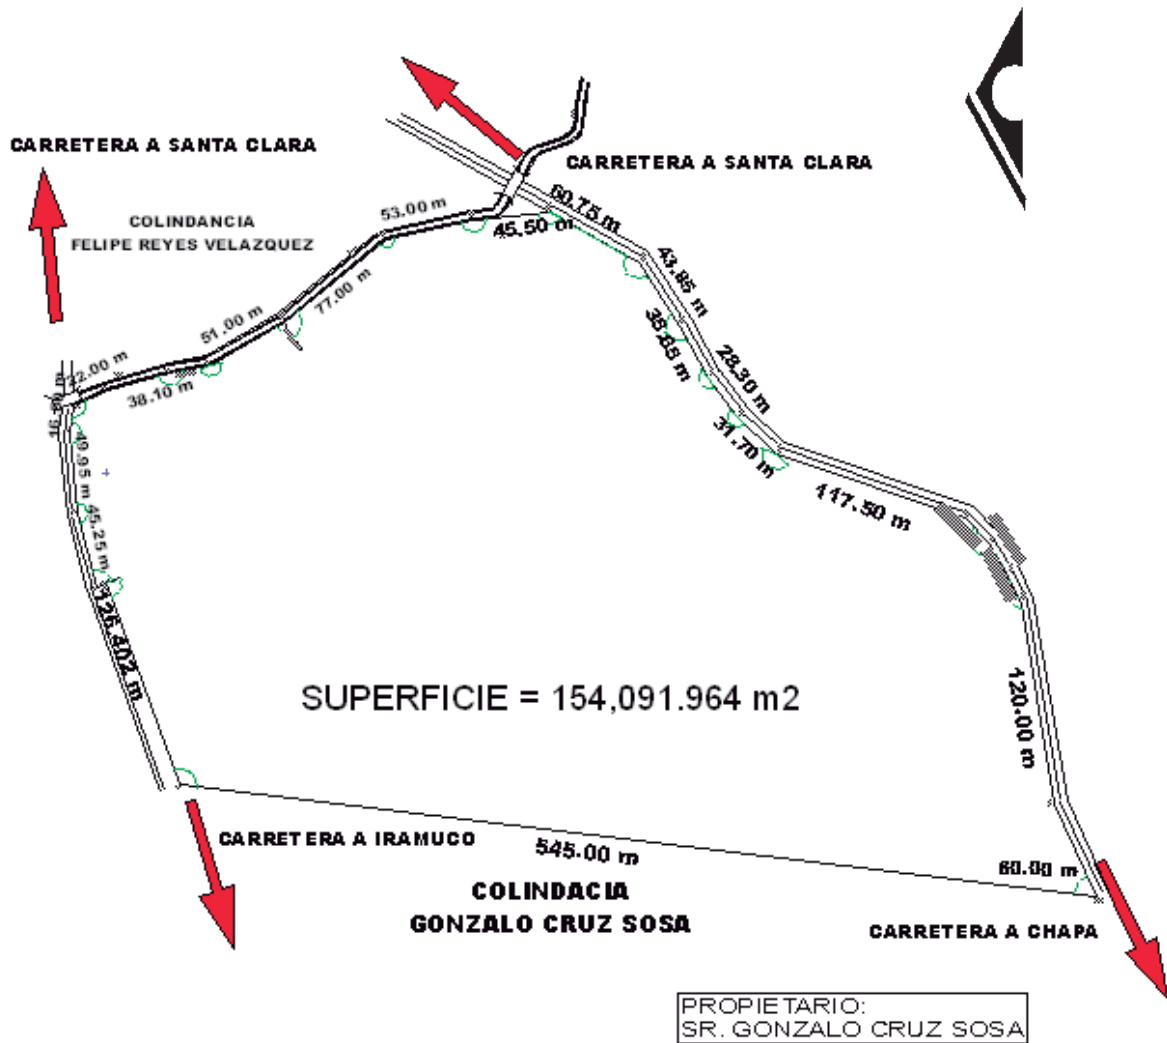 CARRETERA A SANTA CLARA
CARRETERA A SANTA CLARA
COLINDANCIA
FELIPE REYES VELAZQUEZ
53.00 m
60.75 m
45.50 m
43.85 m
77.00 m
51.00 m
28.30 m
22.00 m
38.10 m
31.70 m
49.95 m
117.50 m
45.25 m
126.402 m
SUPERFICIE = 154,091.964 m2
120.00 m
CARRETERA A IRAMUCO
545.00 m
60.00 m
COLINDACIA
GONZALO CRUZ SOSA
CARRETERA A CHAPA
PROPIETARIO:
SR. GONZALO CRUZ SOSA